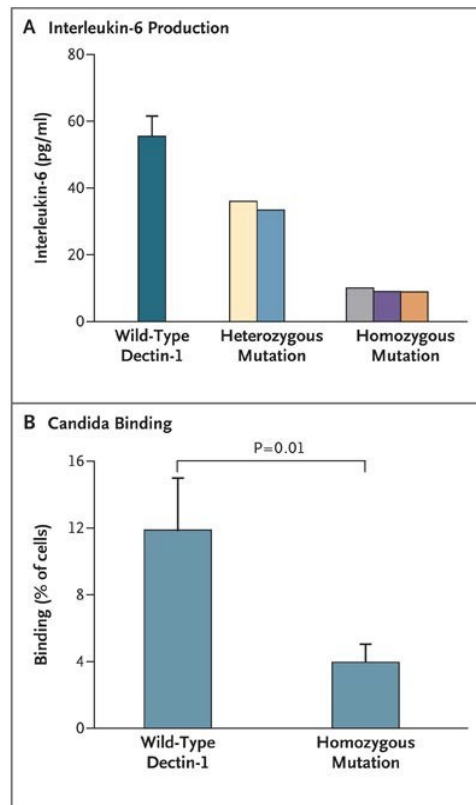 A Interleukin-6 Production
Interleukin-6 (pg/ml)
80
60
40
20
0
Wild-Type
Dectin-1
Heterozygous
Mutation
Homozygous
Mutation
B Candida Binding
P=0.01
Binding (% of cells)
16
12
8
4
0
Wild-Type
Dectin-1
Homozygous
Mutation